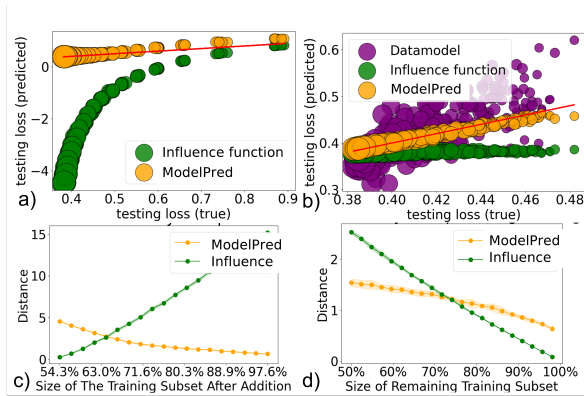 testing loss (predicted)
0
−2
−4
Influence function
ModelPred
0.4 0.5 0.6 0.7 0.8 0.9
testing loss (true)
a)
testing loss (predicted)
0.6
0.5
0.4
0.3
Datamodel
Influence function
ModelPred
0.38 0.40 0.42 0.44 0.46 0.48
testing loss (true)
b)
Distance
15
10
5
0
ModelPred
Influence
54.3% 63.0% 71.6% 80.3% 88.9% 97.6%
Size of The Training Subset After Addition
c)
Distance
2
1
0
ModelPred
Influence
50% 60% 70% 80% 90% 100%
Size of Remaining Training Subset
d)